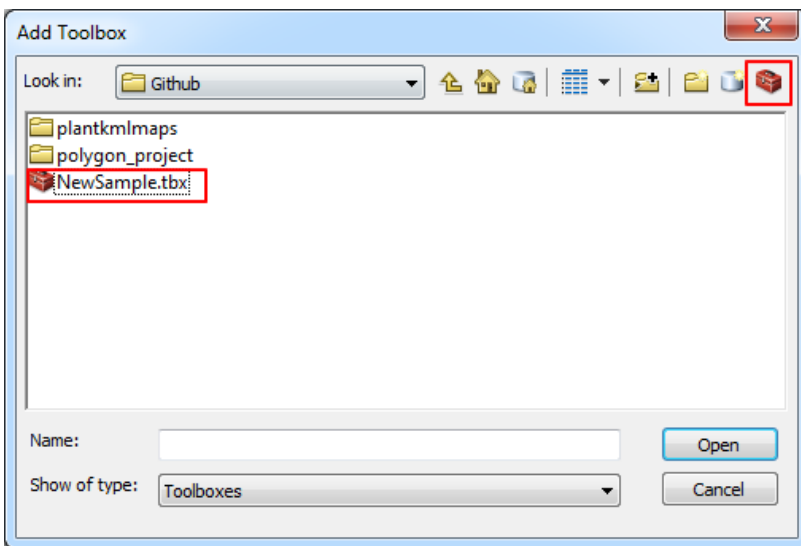 Add Toolbox
Look in: Github
plantkmlmaps
polygon_project
NewSample.tbx
Name:
Open
Show of type: Toolboxes
Cancel